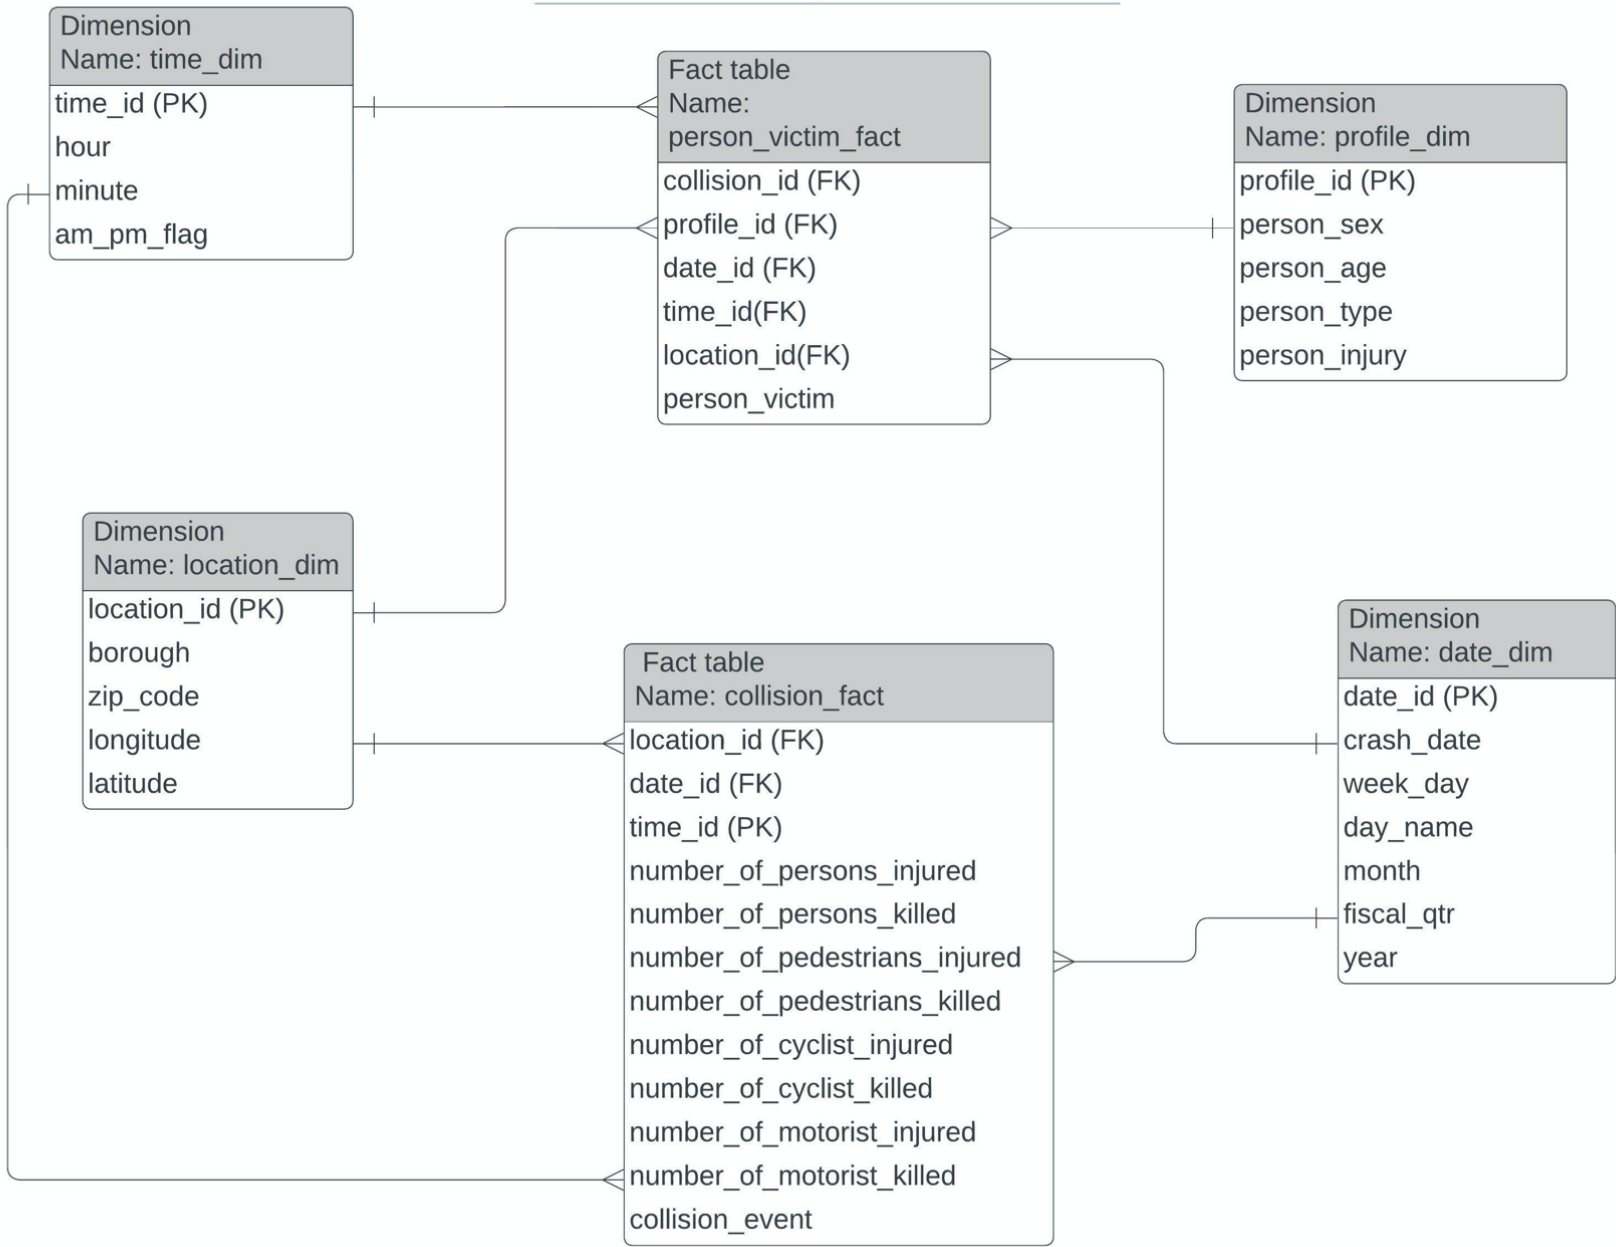 Dimension
Name: time_dim
time_id (PK)
hour
minute
am_pm_flag
Fact table
Name:
person_victim_fact
collision_id (FK)
profile_id (FK)
date_id (FK)
time_id(FK)
location_id(FK)
person_victim
Dimension
Name: profile_dim
profile_id (PK)
person_sex
person_age
person_type
person_injury
Dimension
Name: location_dim
location_id (PK)
borough
zip_code
longitude
latitude
Fact table
Name: collision_fact
location_id (FK)
date_id (FK)
time_id (PK)
number_of_persons_injured
number_of_persons_killed
number_of_pedestrians_injured
number_of_pedestrians_killed
number_of_cyclist_injured
number_of_cyclist_killed
number_of_motorist_injured
number_of_motorist_killed
collision_event
Dimension
Name: date_dim
date_id (PK)
crash_date
week_day
day_name
month
fiscal_qtr
year